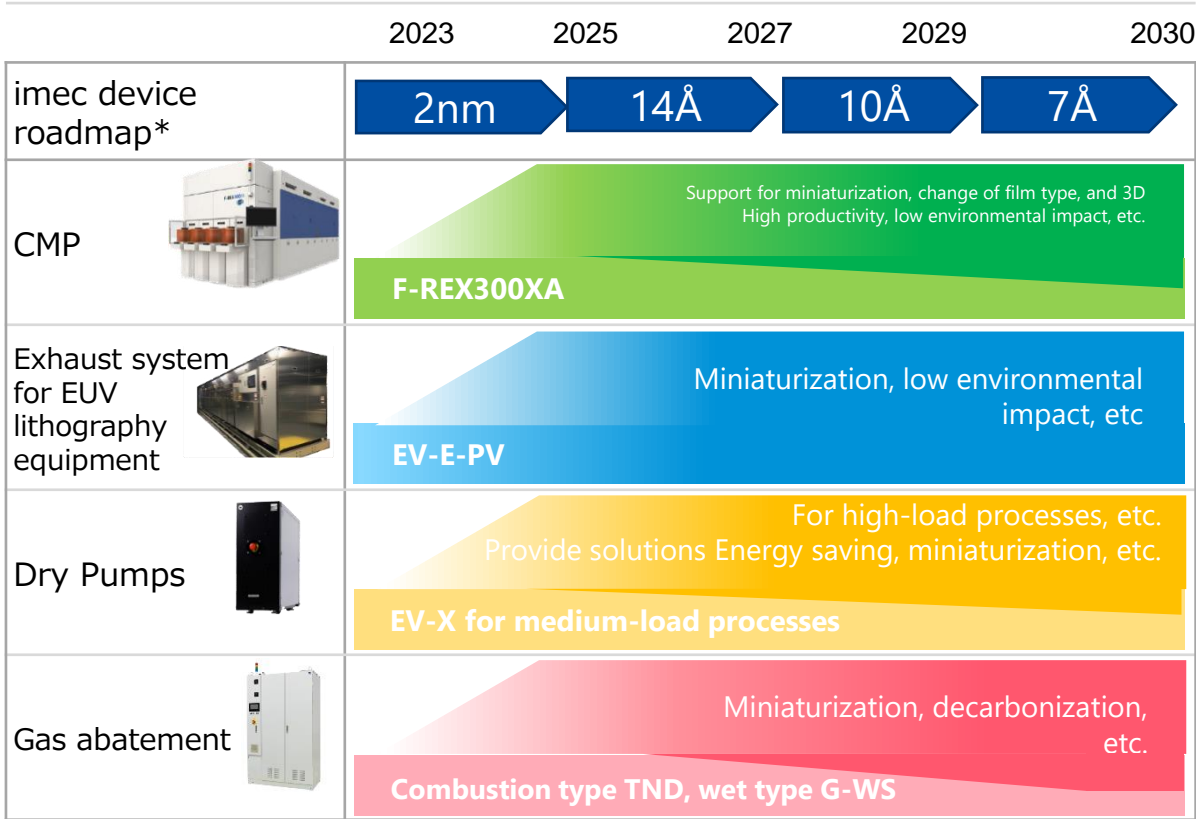 2023 2025 2027 2029 2030
imec device
roadmap*
2nm 14Å 10Å 7Å
CMP
Support for miniaturization, change of film type, and 3D
High productivity, low environmental impact, etc.
F-REX300XA
Exhaust system
for EUV
lithography
equipment
Miniaturization, low environmental
impact, etc
EV-E-PV
Dry Pumps
For high-load processes, etc.
Provide solutions Energy saving, miniaturization, etc.
EV-X for medium-load processes
Gas abatement
Miniaturization, decarbonization,
etc.
Combustion type TND, wet type G-WS